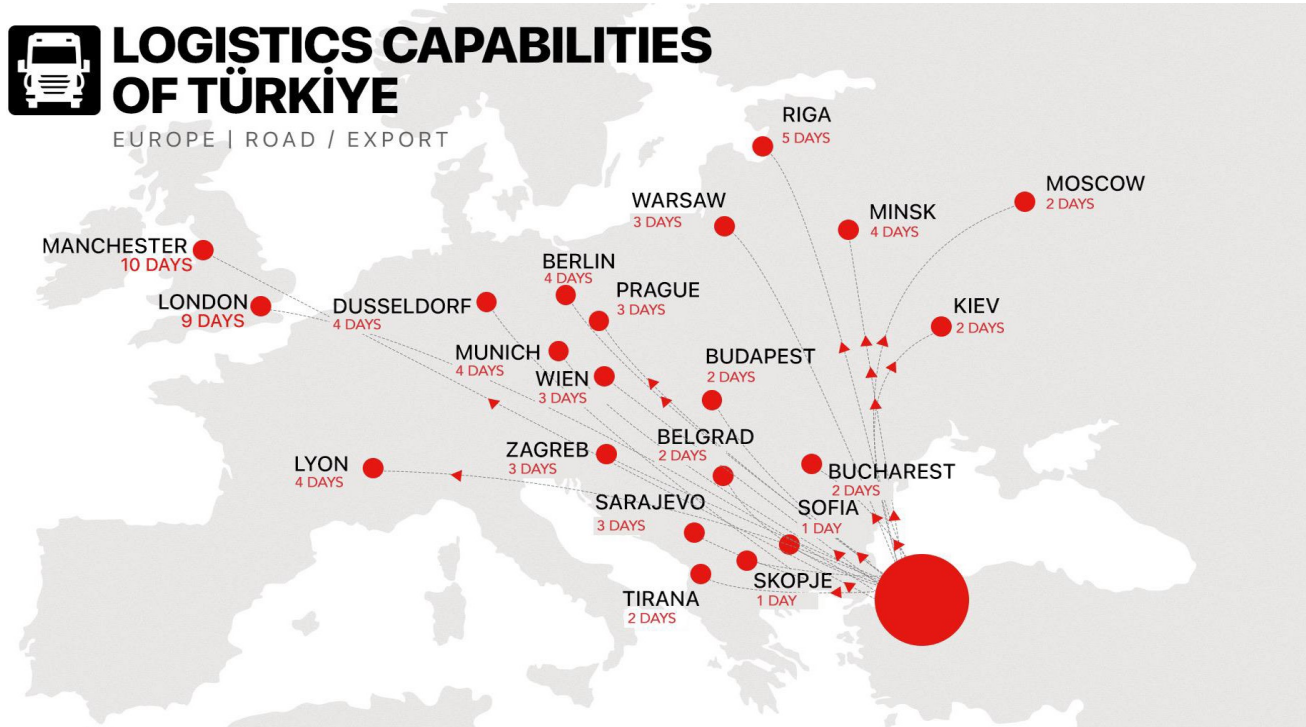 LOGISTICS CAPABILITIES
OF TÜRKİYE
EUROPE | ROAD / EXPORT
RIGA
5 DAYS
MOSCOW
2 DAYS
WARSAW
3 DAYS
MINSK
4 DAYS
MANCHESTER
10 DAYS
BERLIN
4 DAYS
PRAGUE
3 DAYS
LONDON
9 DAYS
DUSSELDORF
4 DAYS
KIEV
2 DAYS
MUNICH
4 DAYS
WIEN
3 DAYS
BUDAPEST
2 DAYS
BELGRAD
2 DAYS
ZAGREB
3 DAYS
LYON
4 DAYS
BUCHAREST
2 DAYS
SARAJEVO
3 DAYS
SOFIA
1 DAY
SKOPJE
1 DAY
TIRANA
2 DAYS